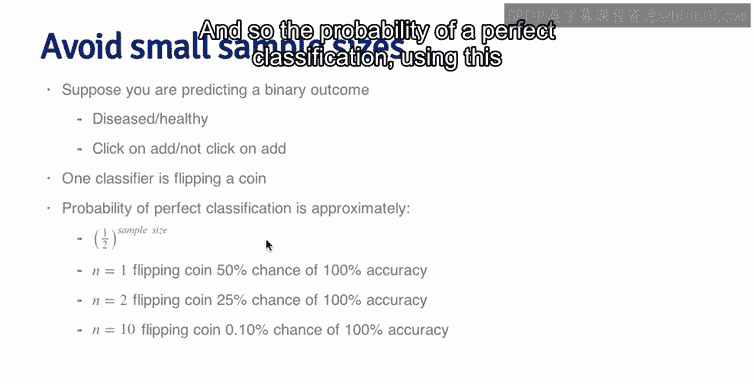 And so the probability of a perfect
classification, using this
Avoid small sample sizes
· Suppose you are predicting a binary outcome
- Diseased/healthy
- Click on add/not click on add
· One classifier is flipping a coin
· Probability of perfect classification is approximately:
- (1/2)^sample size
- n = 1 flipping coin 50% chance of 100% accuracy
- n = 2 flipping coin 25% chance of 100% accuracy
- n = 10 flipping coin 0.10% chance of 100% accuracy